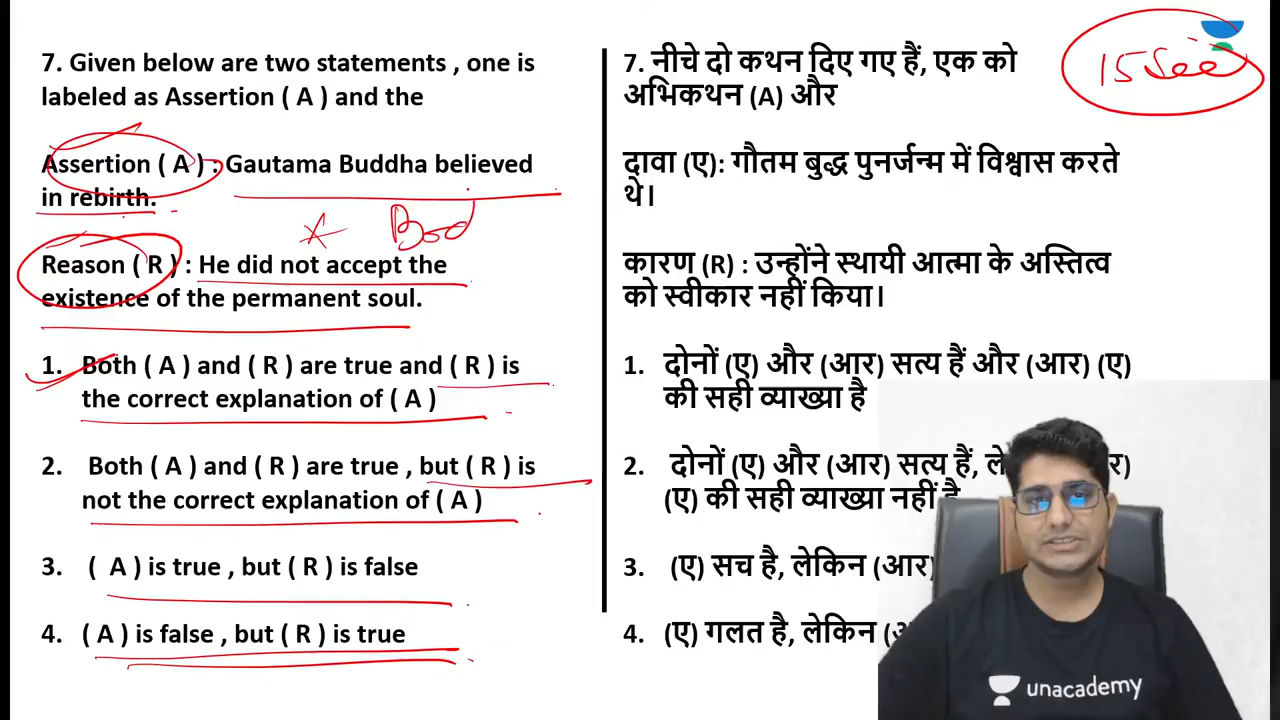 7. Given below are two statements , one is
labeled as Assertion ( A ) and the
Assertion ( A ) : Gautama Buddha believed
in rebirth.
Reason ( R ) : He did not accept the
existence of the permanent soul.
1. Both ( A ) and ( R ) are true and ( R ) is
the correct explanation of ( A )
2. Both ( A ) and ( R ) are true , but ( R ) is
not the correct explanation of ( A )
3. ( A ) is true , but ( R ) is false
4. ( A ) is false , but ( R ) is true
7. नीचे दो कथन दिए गए हैं, एक को
अभिकथन (A) और
दावा (ए): गौतम बुद्ध पुनर्जन्म में विश्वास करते
थे।
कारण (R) : उन्होंने स्थायी आत्मा के अस्तित्व
को स्वीकार नहीं किया।
1. दोनों (ए) और (आर) सत्य हैं और (आर) (ए)
की सही व्याख्या है
2. दोनों (ए) और (आर) सत्य हैं,
(ए) की सही व्याख्या नहीं है
3. (ए) सच है, लेकिन (आर)
4. (ए) गलत है, लेकिन
15 See
Bod
unacademy